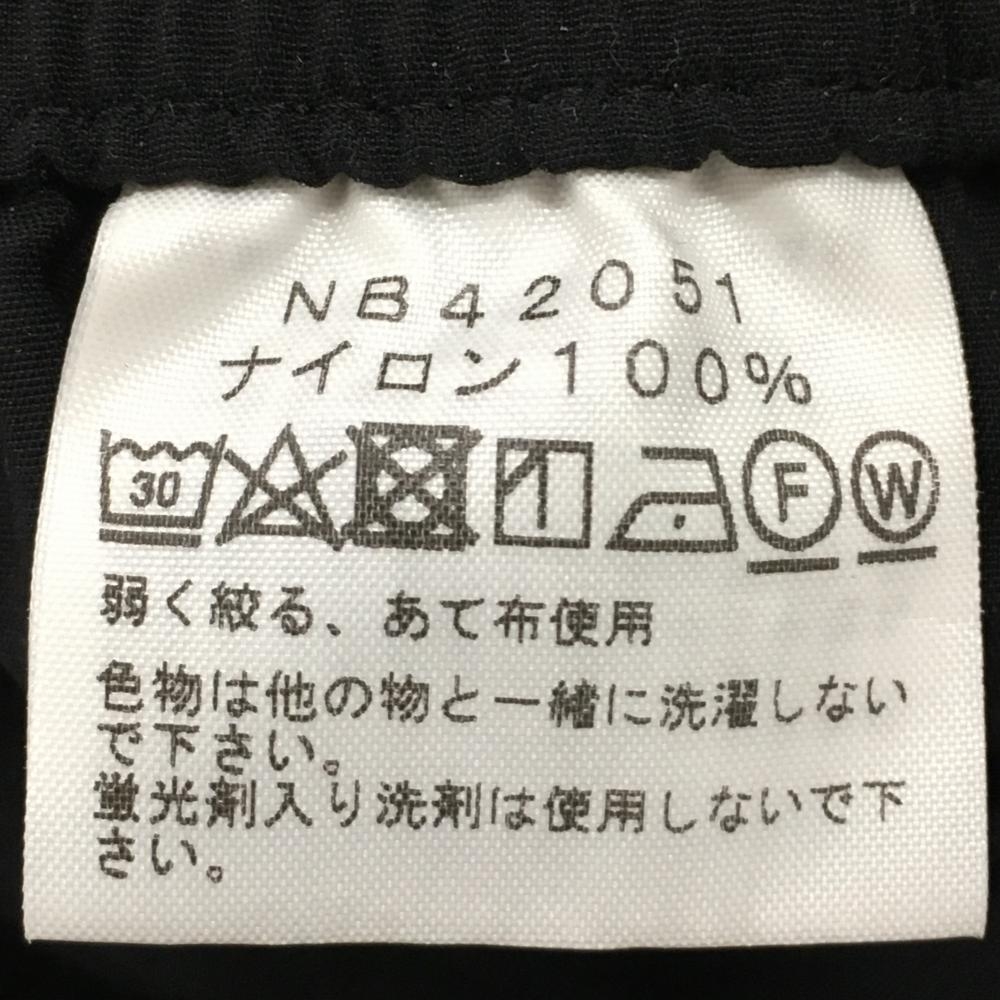 NB42051
ナイロン100%
30 F W
弱く絞る、あて布使用
色物は他の物と一緒に洗濯しない
で下さい。
蛍光剤入り洗剤は使用しないで下
さい。